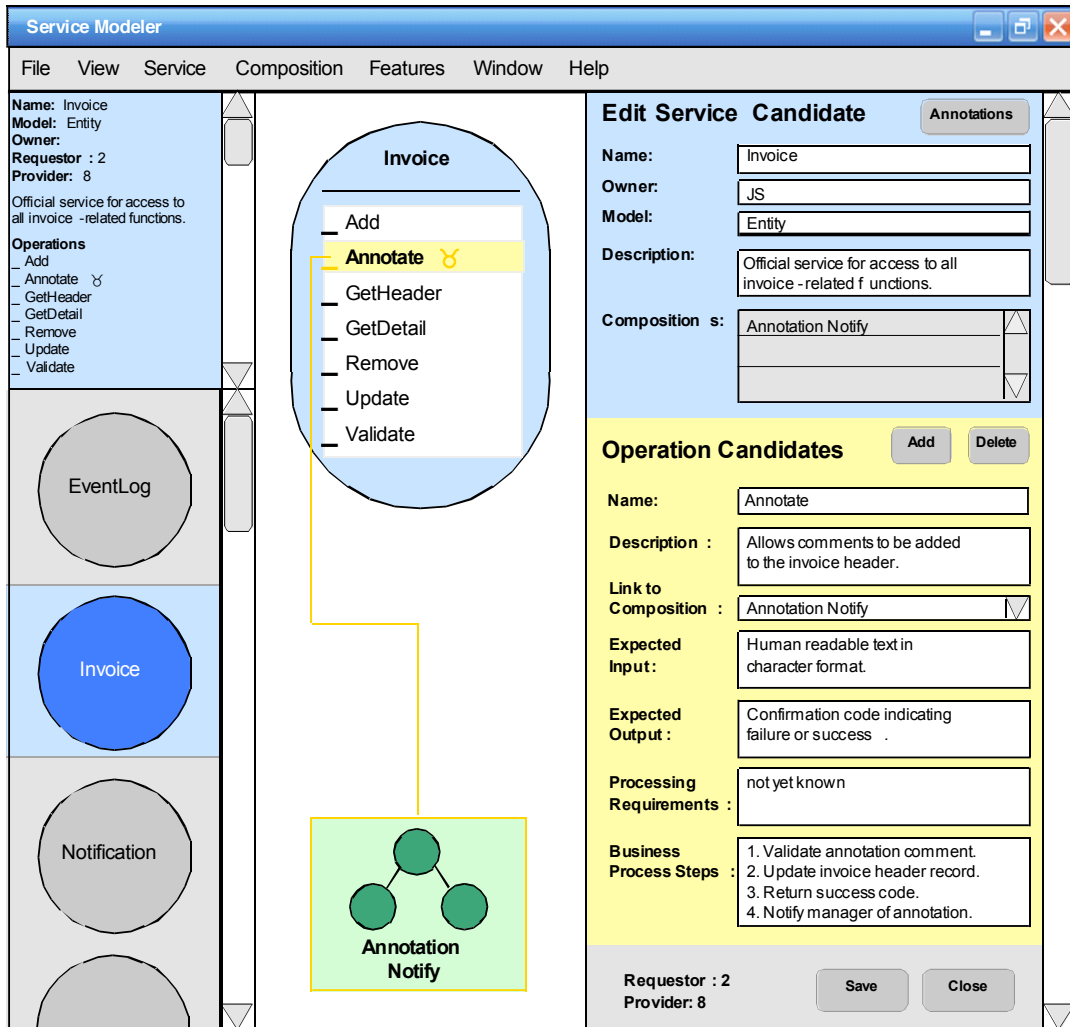 Service Modeler
File View Service Composition Features Window Help
Name: Invoice
Model: Entity
Owner:
Requestor : 2
Provider: 8
Official service for access to
all invoice -related functions.
Operations
_ Add
_ Annotate ♉
_ GetHeader
_ GetDetail
_ Remove
_ Update
_ Validate
EventLog
Invoice
Notification
Invoice
_ Add
_ Annotate ♉
_ GetHeader
_ GetDetail
_ Remove
_ Update
_ Validate
Annotation
Notify
Edit Service Candidate
Annotations
Name: Invoice
Owner: JS
Model: Entity
Description: Official service for access to all
invoice -related f unctions.
Composition s: Annotation Notify
Operation Candidates
Add
Delete
Name: Annotate
Description : Allows comments to be added
to the invoice header.
Link to
Composition : Annotation Notify
Expected
Input : Human readable text in
character format.
Expected
Output : Confirmation code indicating
failure or success .
Processing
Requirements : not yet known
Business
Process Steps : 1. Validate annotation comment.
2. Update invoice header record.
3. Return success code.
4. Notify manager of annotation.
Requestor : 2
Provider: 8
Save
Close